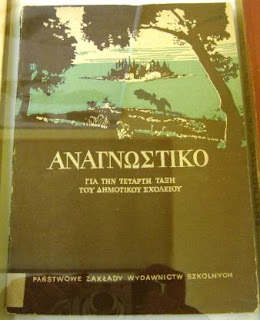 ΑΝΑΓΝΩΣΤΙΚΟ
ΓΙΑ ΤΗΝ ΤΕΤΑΡΤΗ ΤΑΞΗ
ΤΟΥ ΔΗΜΟΤΙΚΟΥ ΣΧΟΛΕΙΟΥ
PAŃSTWOWE ZAKŁADY WYDAWNICTW SZKOLNYCH